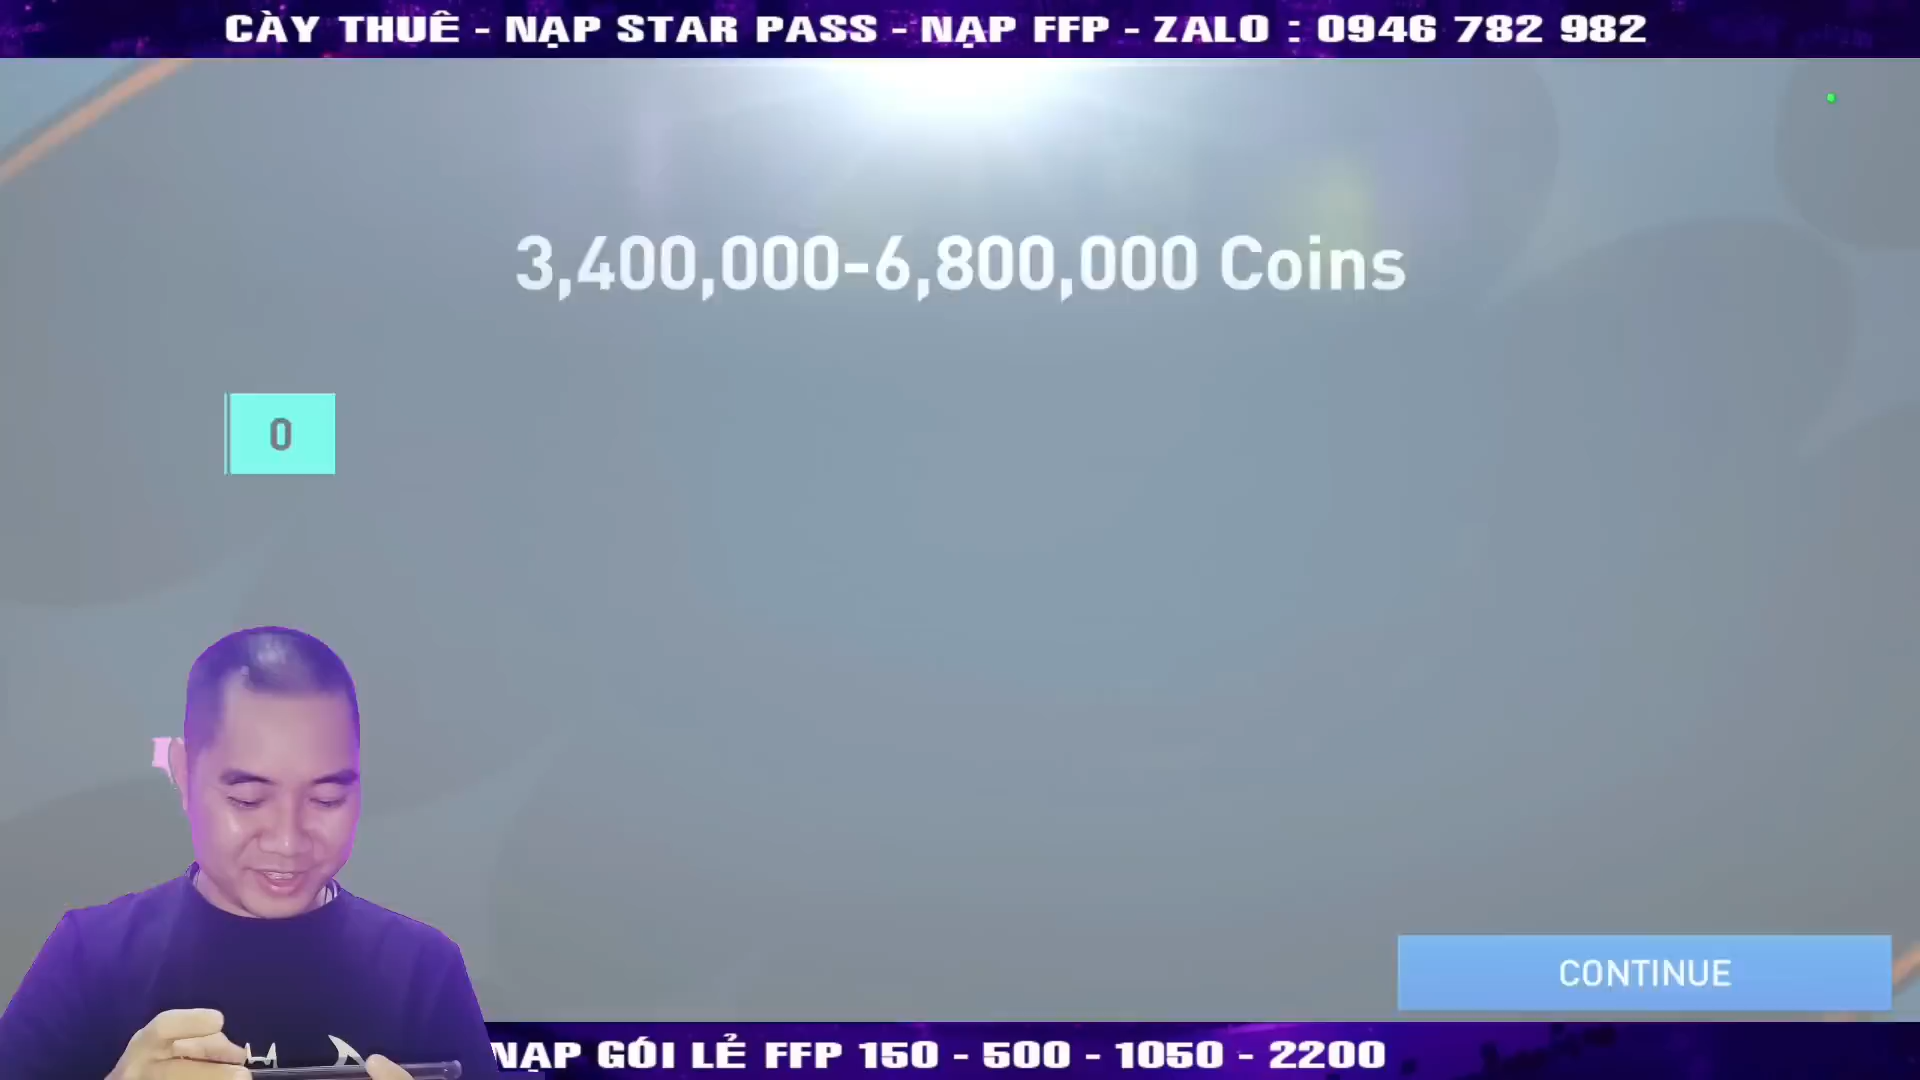 CÀY THUÊ - NẠP STAR PASS - NẠP FFP - ZALO : 0946 782 982
3,400,000-6,800,000 Coins
0
CONTINUE
NẠP GÓI LẺ FFP 150 - 500 - 1050 - 2200